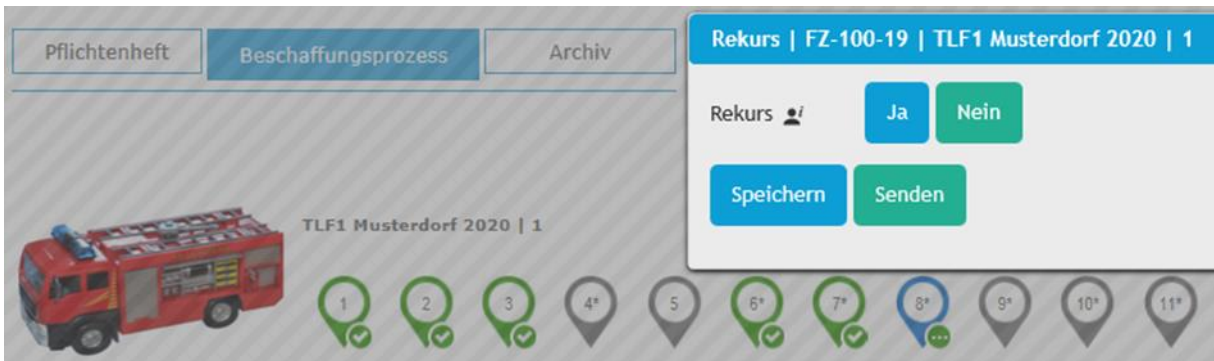 Pflichtenheft
Beschaffungsprozess
Archiv
Rekurs | FZ-100-19 | TLF1 Musterdorf 2020 | 1
Rekurs i
Ja
Nein
Speichern
Senden
TLF1 Musterdorf 2020 | 1
1 2 3 4* 5 6* 7* 8* 9* 10* 11*